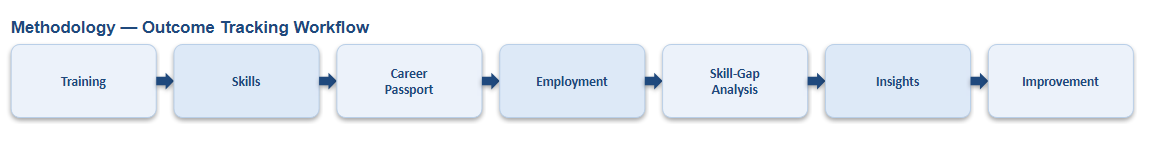 Methodology — Outcome Tracking Workflow
Training
Skills
Career
Passport
Employment
Skill-Gap
Analysis
Insights
Improvement